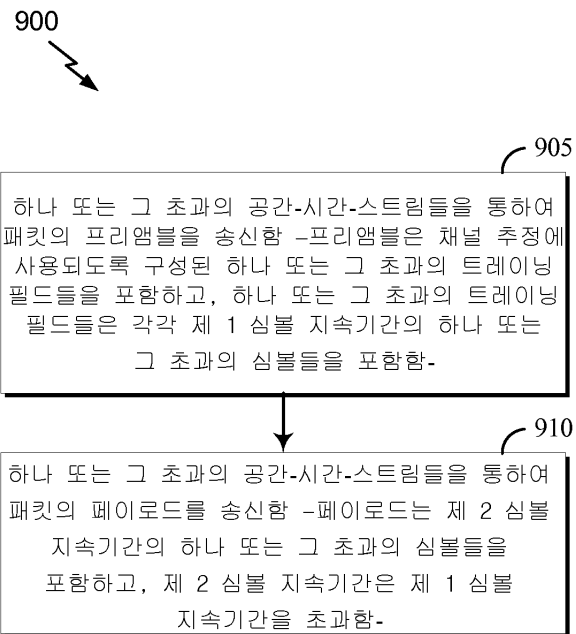 900
905
하나 또는 그 초과의 공간-시간-스트림들을 통하여
패킷의 프리앰블을 송신함 –프리앰블은 채널 추정에
사용되도록 구성된 하나 또는 그 초과의 트레이닝
필드들을 포함하고, 하나 또는 그 초과의 트레이닝
필드들은 각각 제 1 심볼 지속기간의 하나 또는
그 초과의 심볼들을 포함함-
910
하나 또는 그 초과의 공간-시간-스트림들을 통하여
패킷의 페이로드를 송신함 –페이로드는 제 2 심볼
지속기간의 하나 또는 그 초과의 심볼들을
포함하고, 제 2 심볼 지속기간은 제 1 심볼
지속기간을 초과함-